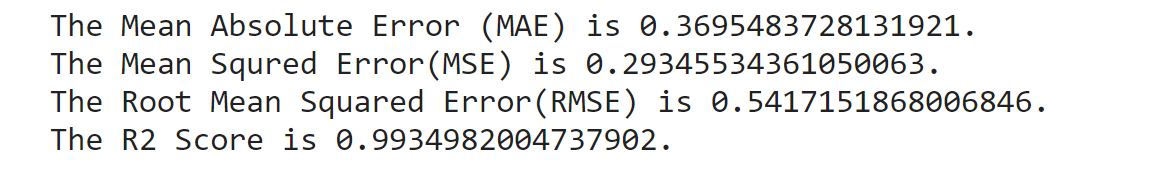 The Mean Absolute Error (MAE) is 0.3695483728131921.
The Mean Squred Error(MSE) is 0.29345534361050063.
The Root Mean Squared Error(RMSE) is 0.5417151868006846.
The R2 Score is 0.9934982004737902.